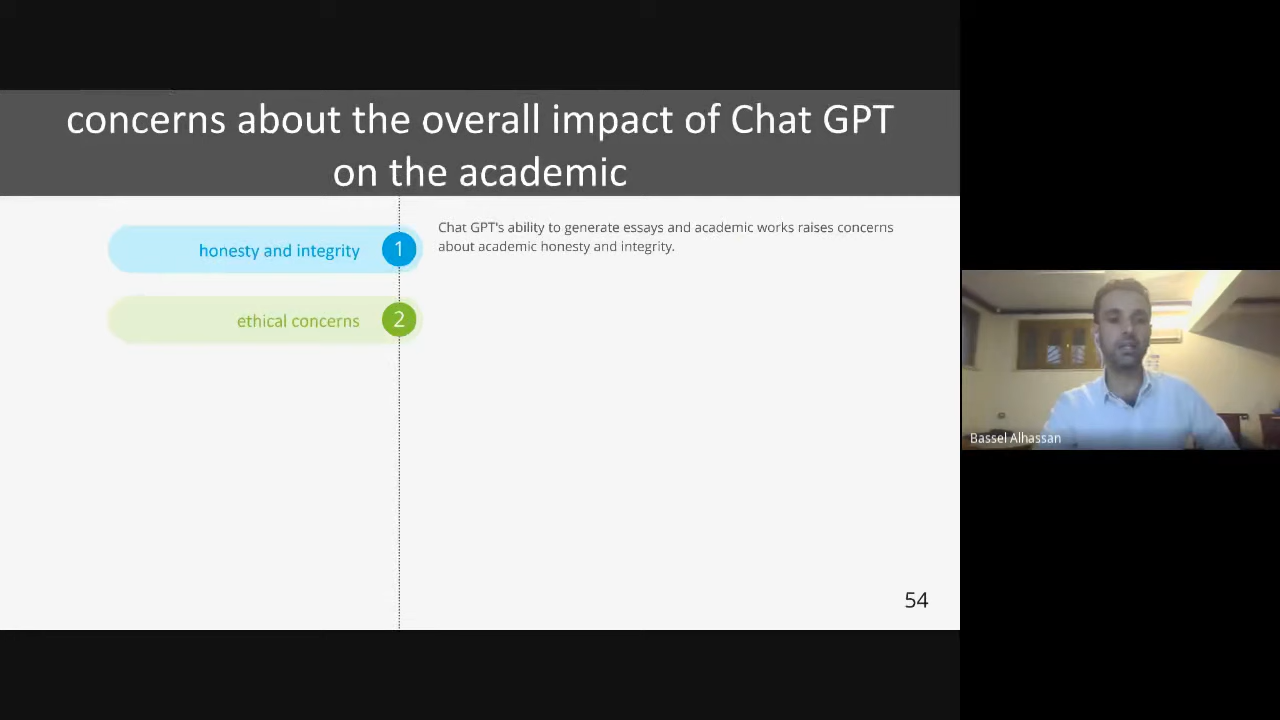 concerns about the overall impact of Chat GPT
on the academic
honesty and integrity
1
Chat GPT's ability to generate essays and academic works raises concerns
about academic honesty and integrity.
ethical concerns
2
54
Bassel Alhassan